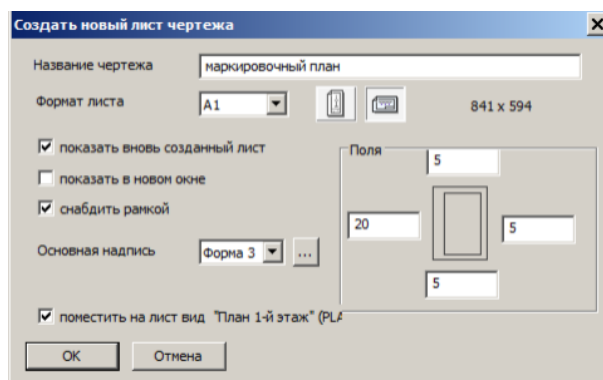 Создать новый лист чертежа
Название чертежа маркировочный план
Формат листа A1 841 x 594
показать вновь созданный лист
Поля
5
показать в новом окне
снабдить рамкой
20 5
Основная надпись Форма 3 ...
5
поместить на лист вид "План 1-й этаж" (PLA
OK Отмена